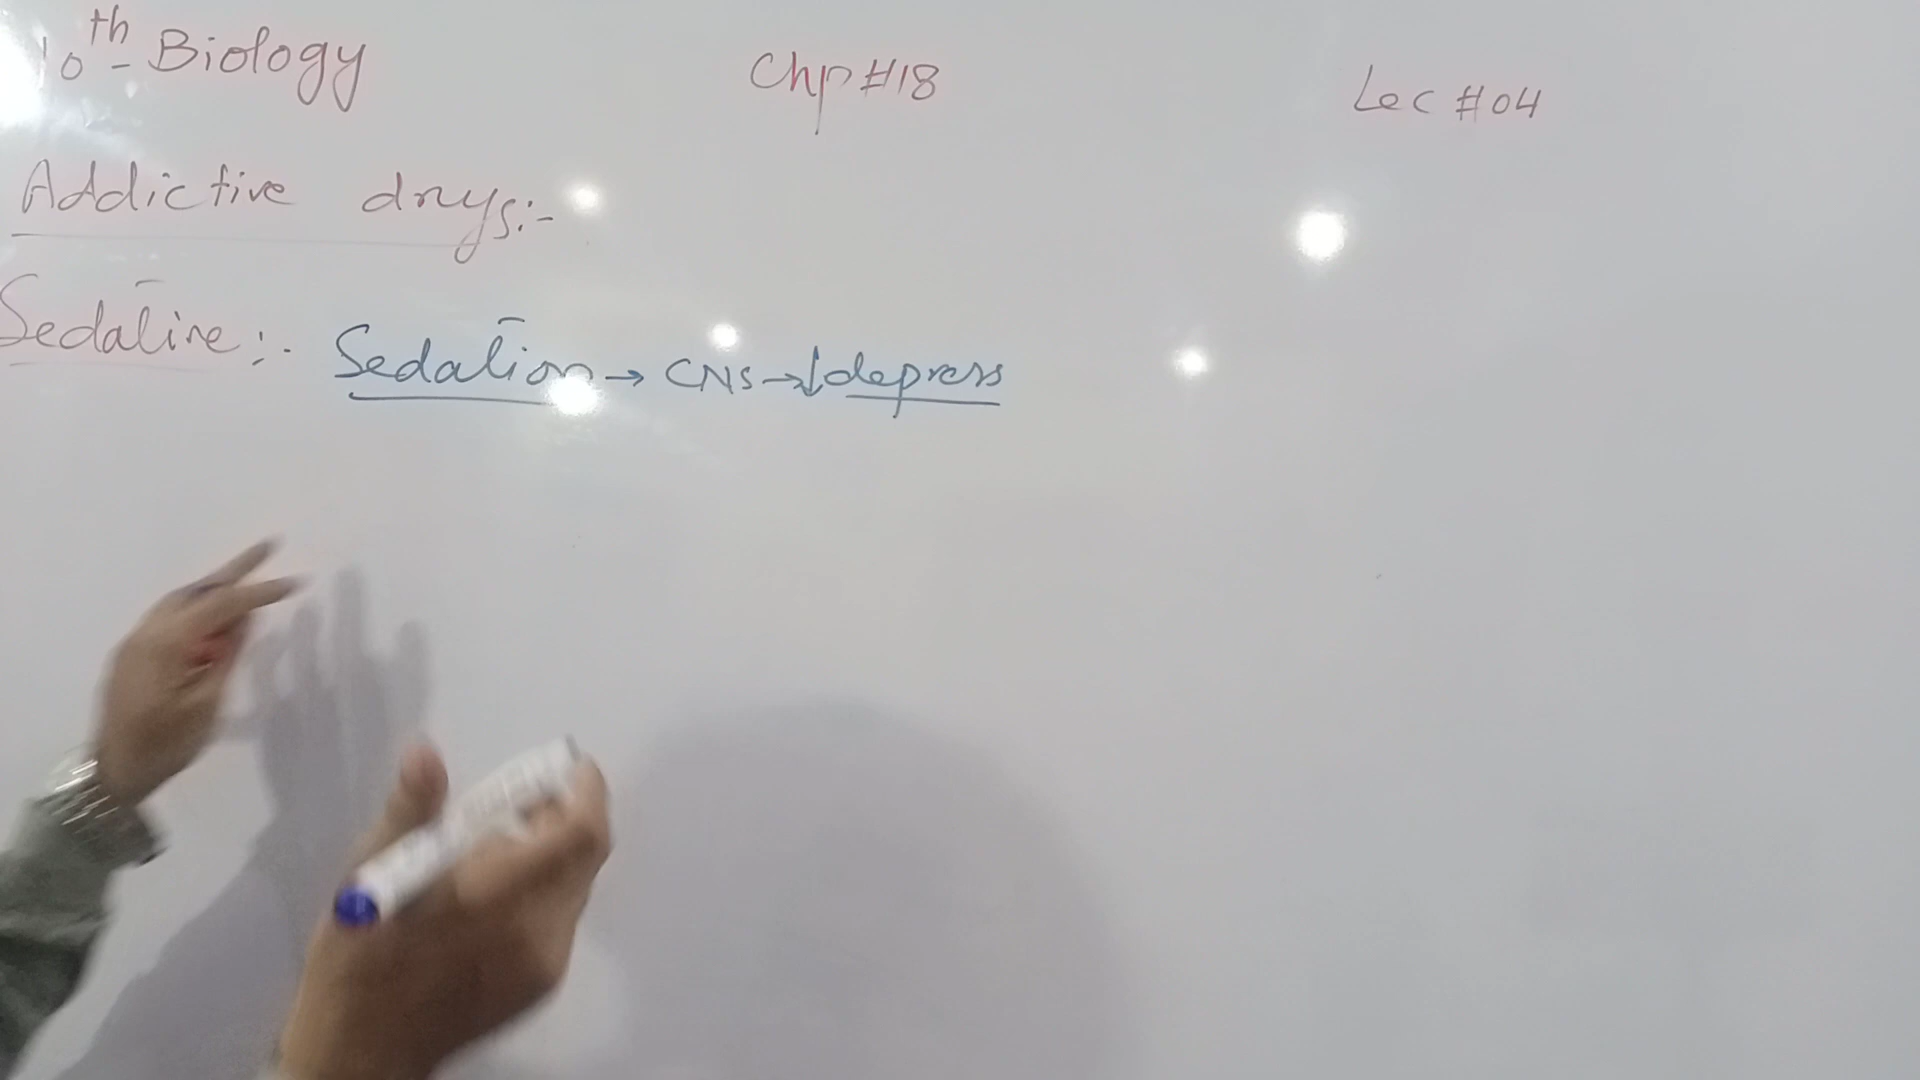 10th - Biology Chp #18 Lec #04
Addictive drugs:-
Sedative:- Sedation → CNS → ↓ depress